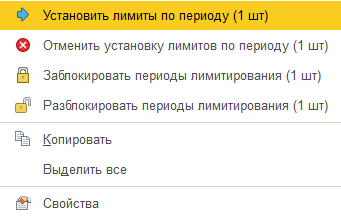 Установить лимиты по периоду (1 шт)
Отменить установку лимитов по периоду (1 шт)
Заблокировать периоды лимитирования (1 шт)
Разблокировать периоды лимитирования (1 шт)
Копировать
Выделить все
Свойства